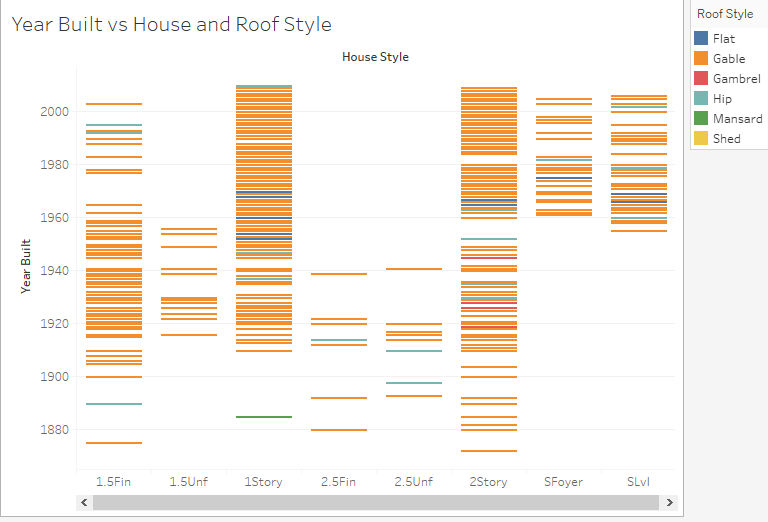 Year Built vs House and Roof Style
House Style
Year Built
2000
1980
1960
1940
1920
1900
1880
1.5Fin 1.5Unf 1Story 2.5Fin 2.5Unf 2Story SFoyer SLvl
Roof Style
Flat
Gable
Gambrel
Hip
Mansard
Shed